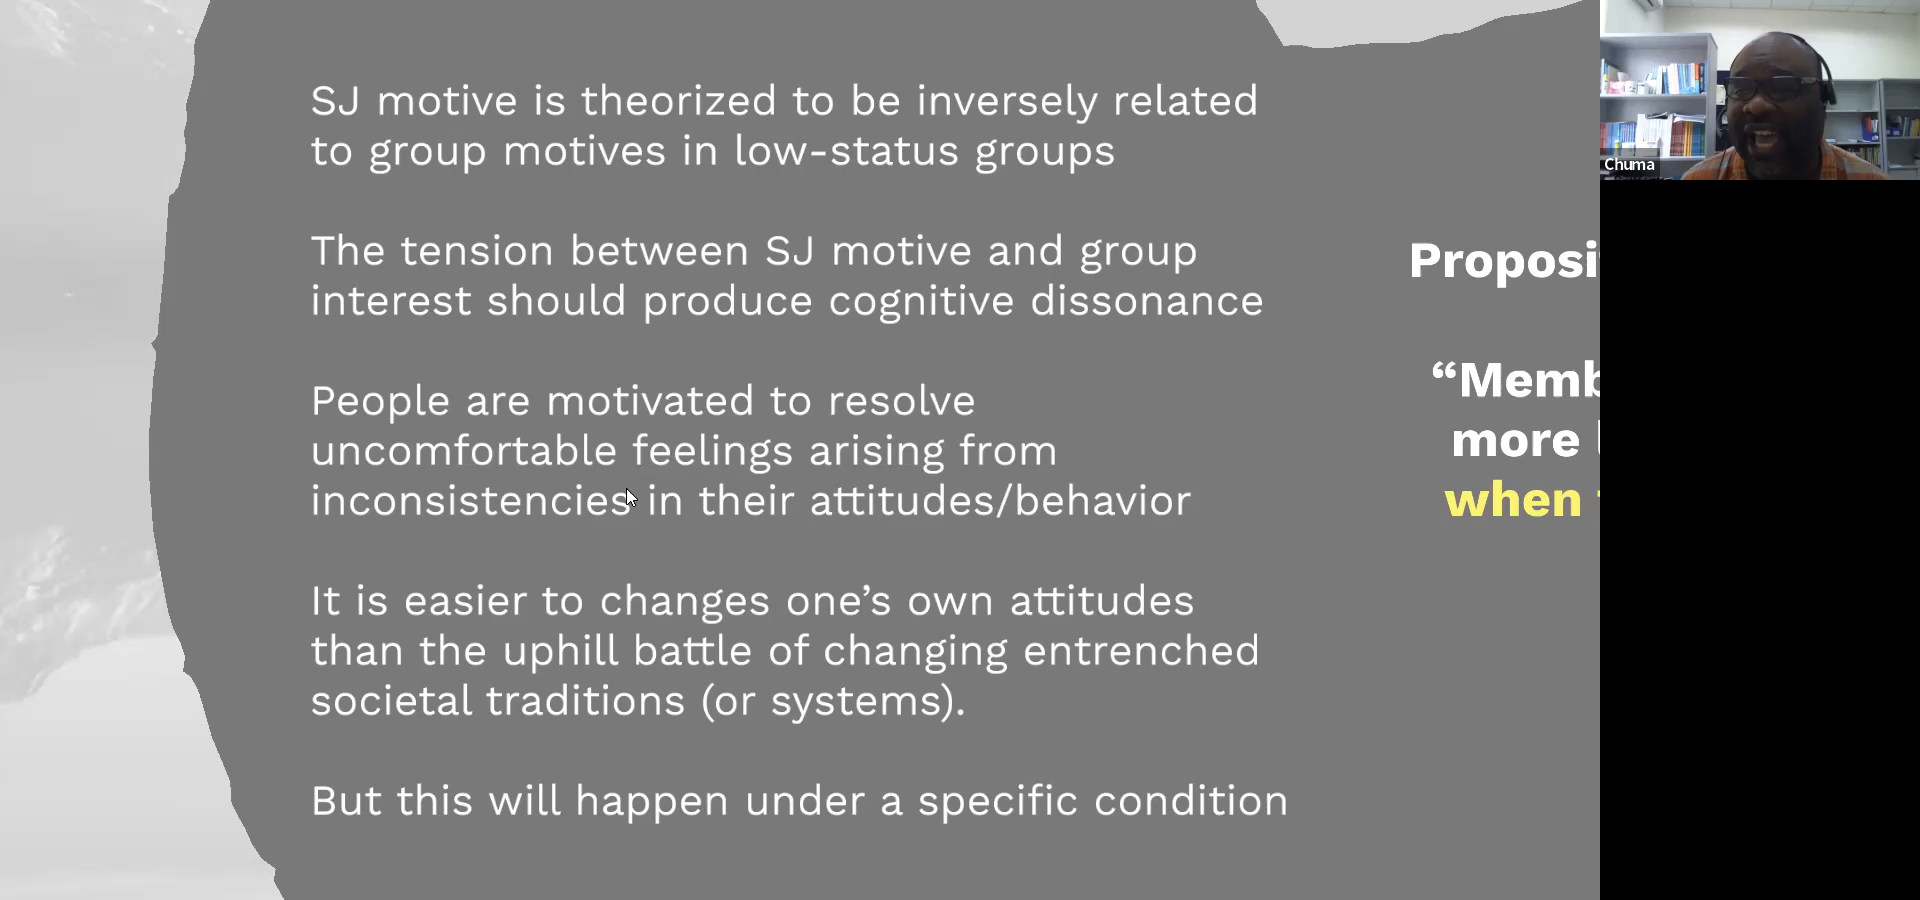 SJ motive is theorized to be inversely related
to group motives in low-status groups
The tension between SJ motive and group
interest should produce cognitive dissonance
People are motivated to resolve
uncomfortable feelings arising from
inconsistencies in their attitudes/behavior
It is easier to changes one’s own attitudes
than the uphill battle of changing entrenched
societal traditions (or systems).
But this will happen under a specific condition
Proposi
“Memb
more
when
Chuma